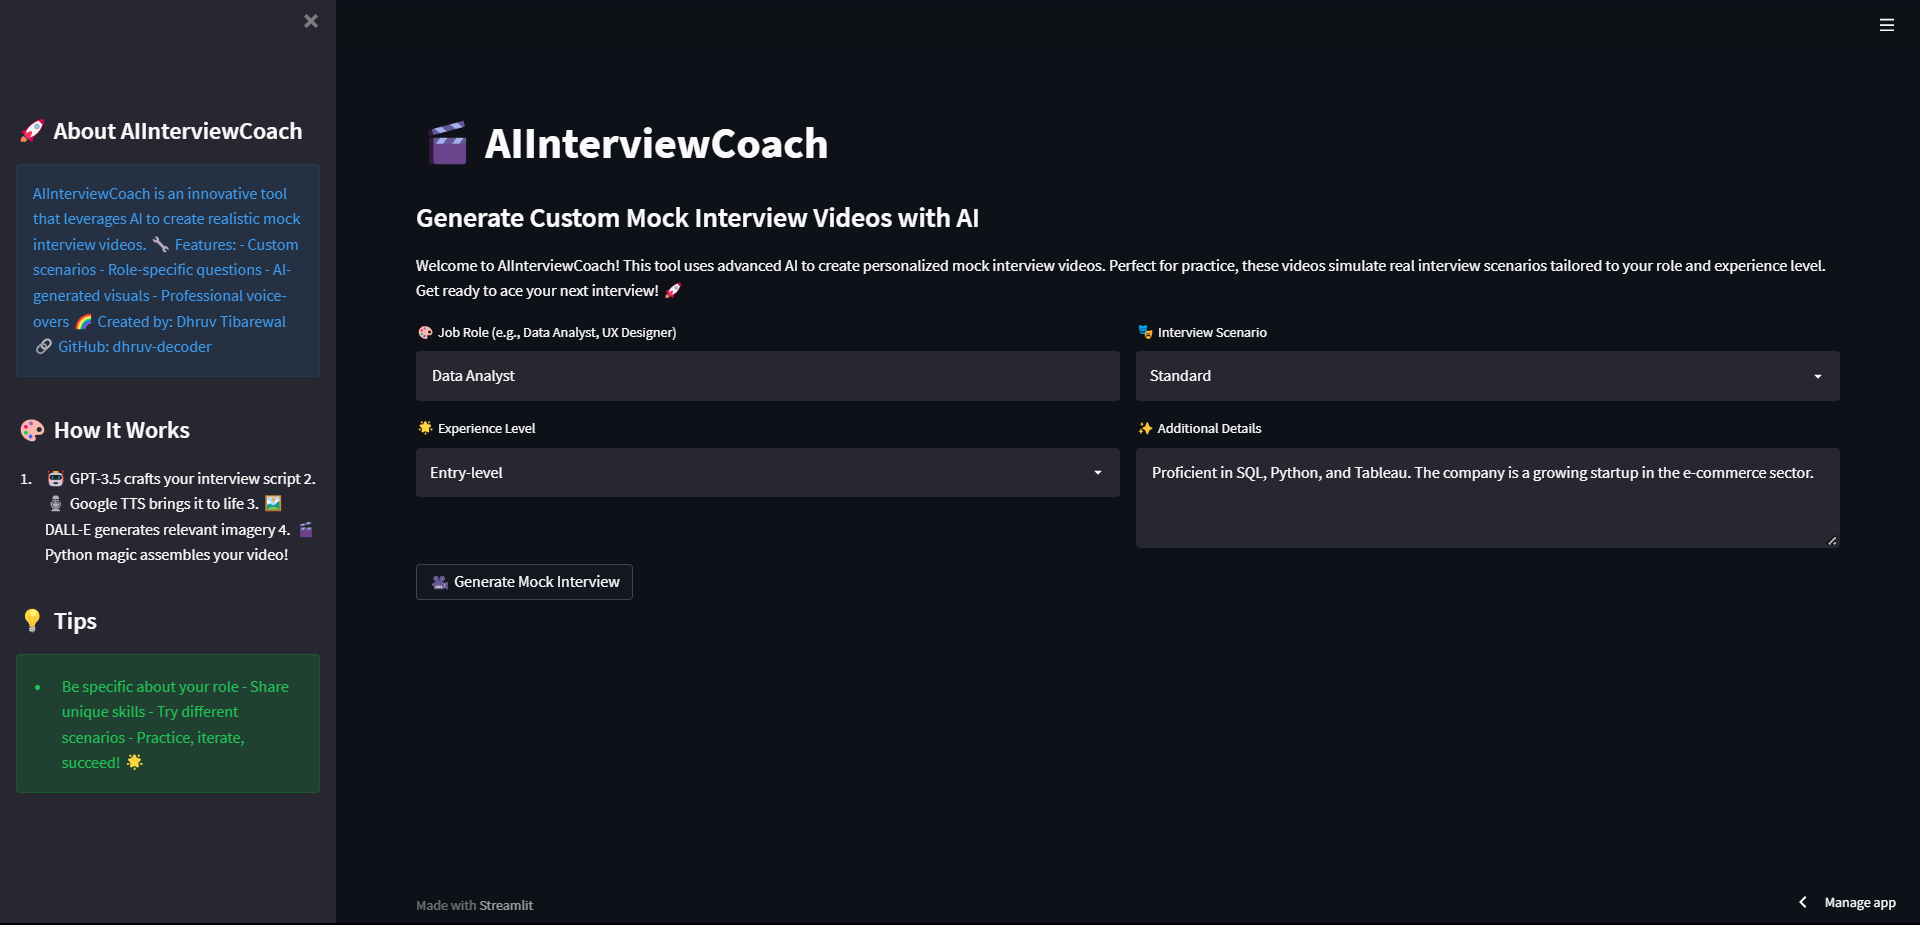 About AIInterviewCoach
AIInterviewCoach is an innovative tool
that leverages AI to create realistic mock
interview videos. 🔧 Features: - Custom
scenarios - Role-specific questions - AI-
generated visuals - Professional voice-
overs 🌈 Created by: Dhruv Tibarewal
🔗 GitHub: dhruv-decoder
How It Works
1. 🤖 GPT-3.5 crafts your interview script 2.
🎙️ Google TTS brings it to life 3. 🖼️
DALL-E generates relevant imagery 4. 🎬
Python magic assembles your video!
Tips
• Be specific about your role - Share
unique skills - Try different
scenarios - Practice, iterate,
succeed! 🌟
AIInterviewCoach
Generate Custom Mock Interview Videos with AI
Welcome to AIInterviewCoach! This tool uses advanced AI to create personalized mock interview videos. Perfect for practice, these videos simulate real interview scenarios tailored to your role and experience level.
Get ready to ace your next interview! 🚀
🎨 Job Role (e.g., Data Analyst, UX Designer)
Data Analyst
🎭 Interview Scenario
Standard
🌟 Experience Level
Entry-level
✨ Additional Details
Proficient in SQL, Python, and Tableau. The company is a growing startup in the e-commerce sector.
🎥 Generate Mock Interview
Made with Streamlit
Manage app